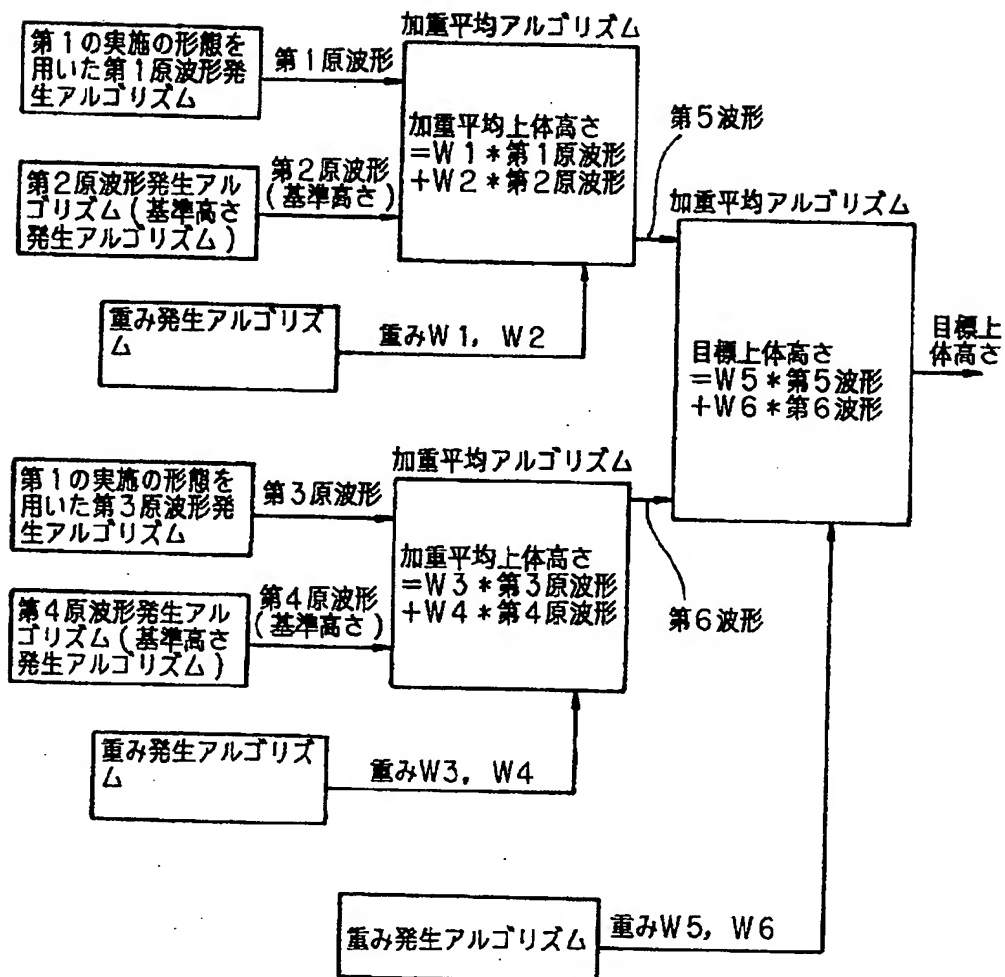 加重平均アルゴリズム
第1の実施の形態を
用いた第1原波形発
生アルゴリズム
第1原波形
加重平均上体高さ
=W1*第1原波形
+W2*第2原波形
第5波形
第2原波形発生アル
ゴリズム(基準高さ
発生アルゴリズム)
第2原波形
(基準高さ)
加重平均アルゴリズム
重み発生アルゴリズ
ム
重みW1, W2
目標上体高さ
=W5*第5波形
+W6*第6波形
目標上
体高さ
加重平均アルゴリズム
第1の実施の形態を
用いた第3原波形発
生アルゴリズム
第3原波形
加重平均上体高さ
=W3*第3原波形
+W4*第4原波形
第4原波形発生アル
ゴリズム(基準高さ
発生アルゴリズム)
第4原波形
(基準高さ)
第6波形
重み発生アルゴリズ
ム
重みW3, W4
重み発生アルゴリズム
重みW5, W6